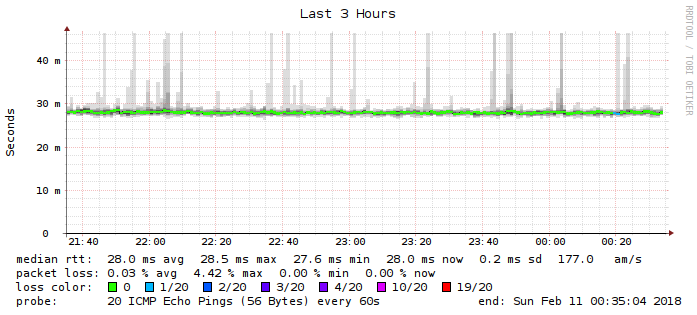 Last 3 Hours
RRDTOOL / TOBI OETIKER
Seconds
40 m
30 m
20 m
10 m
0
21:40 22:00 22:20 22:40 23:00 23:20 23:40 00:00 00:20
median rtt: 28.0 ms avg 28.5 ms max 27.6 ms min 28.0 ms now 0.2 ms sd 177.0 am/s
packet loss: 0.03 % avg 4.42 % max 0.00 % min 0.00 % now
loss color: 0 1/20 2/20 3/20 4/20 10/20 19/20
probe: 20 ICMP Echo Pings (56 Bytes) every 60s end: Sun Feb 11 00:35:04 2018